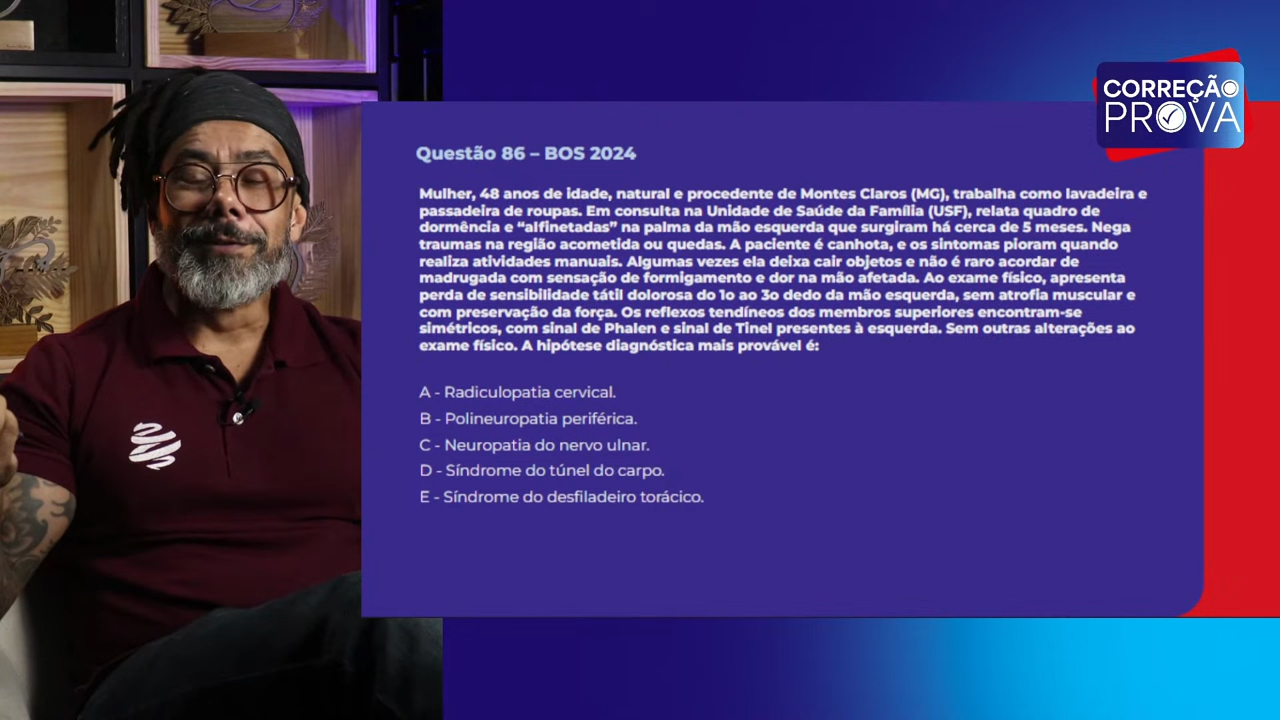 CORREÇÃO
PROVA
Questão 86 – BOS 2024
Mulher, 48 anos de idade, natural e procedente de Montes Claros (MG), trabalha como lavadeira e
passadeira de roupas. Em consulta na Unidade de Saúde da Família (USF), relata quadro de
dormência e “alfinetadas” na palma da mão esquerda que surgiram há cerca de 5 meses. Nega
traumas na região acometida ou quedas. A paciente é canhota, e os sintomas pioram quando
realiza atividades manuais. Algumas vezes ela deixa cair objetos e não é raro acordar de
madrugada com sensação de formigamento e dor na mão afetada. Ao exame físico, apresenta
perda de sensibilidade tátil dolorosa do 1o ao 3o dedo da mão esquerda, sem atrofia muscular e
com preservação da força. Os reflexos tendíneos dos membros superiores encontram-se
simétricos, com sinal de Phalen e sinal de Tinel presentes à esquerda. Sem outras alterações ao
exame físico. A hipótese diagnóstica mais provável é:
A - Radiculopatia cervical.
B - Polineuropatia periférica.
C - Neuropatia do nervo ulnar.
D - Síndrome do túnel do carpo.
E - Síndrome do desfiladeiro torácico.